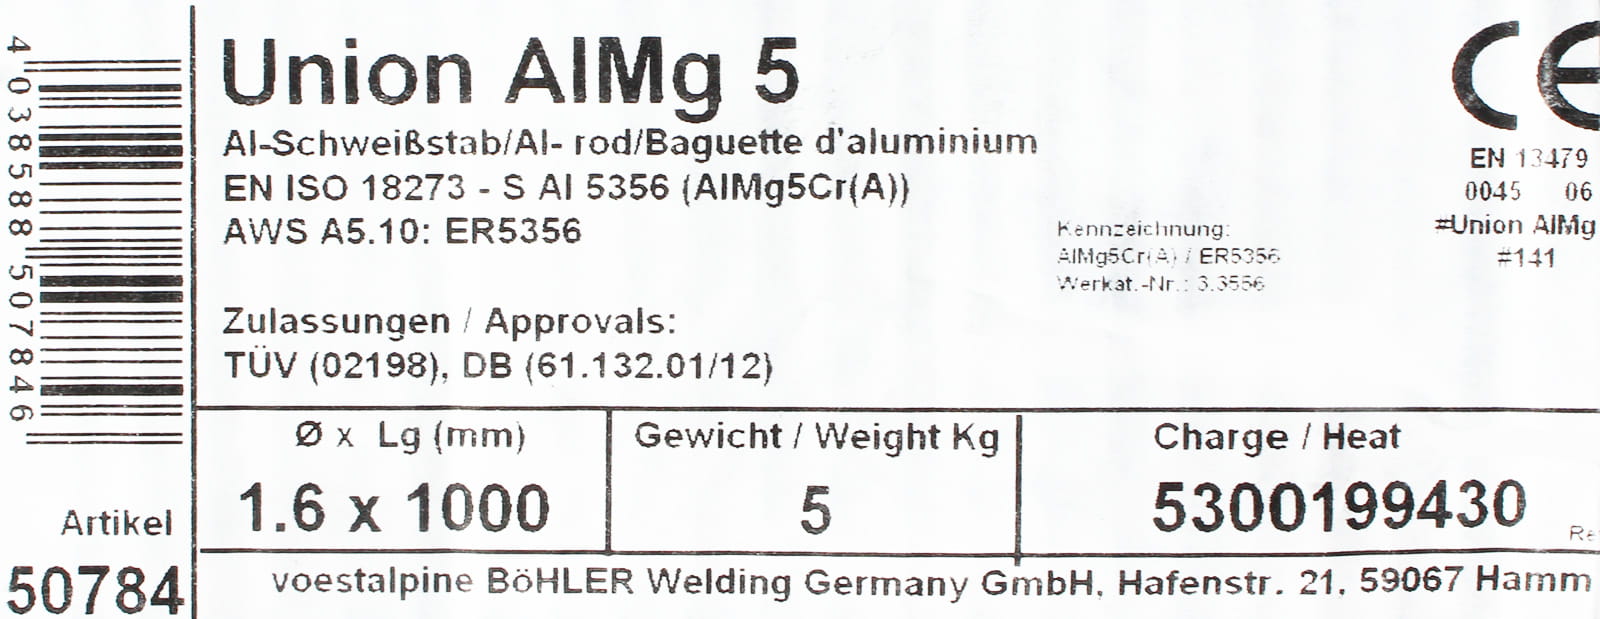 4 038588 507846
Artikel
50784
Union AlMg 5
Al-Schweißstab/Al- rod/Baguette d'aluminium
EN ISO 18273 - S Al 5356 (AlMg5Cr(A))
AWS A5.10: ER5356
Zulassungen / Approvals:
TÜV (02198), DB (61.132.01/12)
Kennzeichnung:
AlMg5Cr(A) / ER5356
Werkat.-Nr.: 3.3556
CE
EN 13479
0045 06
#Union AlMg
#141
Ø x Lg (mm)
1.6 x 1000
Gewicht / Weight Kg
5
Charge / Heat
5300199430
voestalpine BöHLER Welding Germany GmbH, Hafenstr. 21, 59067 Hamm